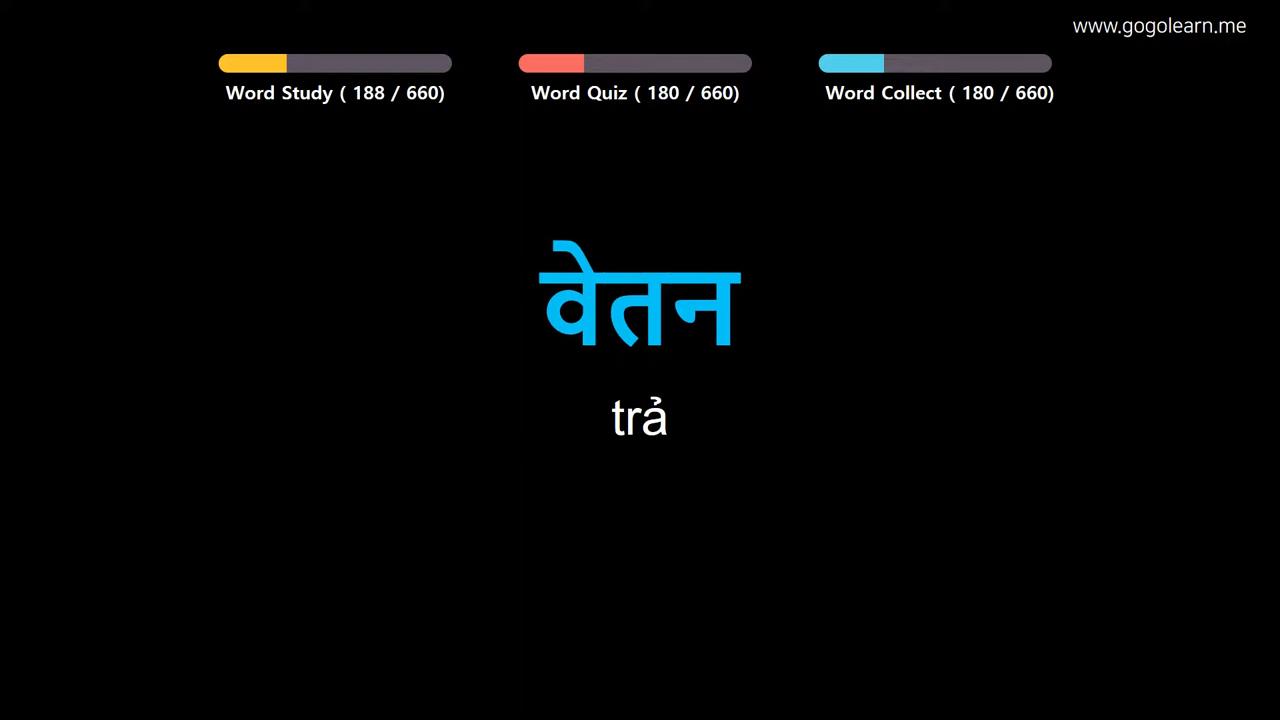 www.gogolearn.me
Word Study ( 188 / 660)
Word Quiz ( 180 / 660)
Word Collect ( 180 / 660)
वेतन
trả